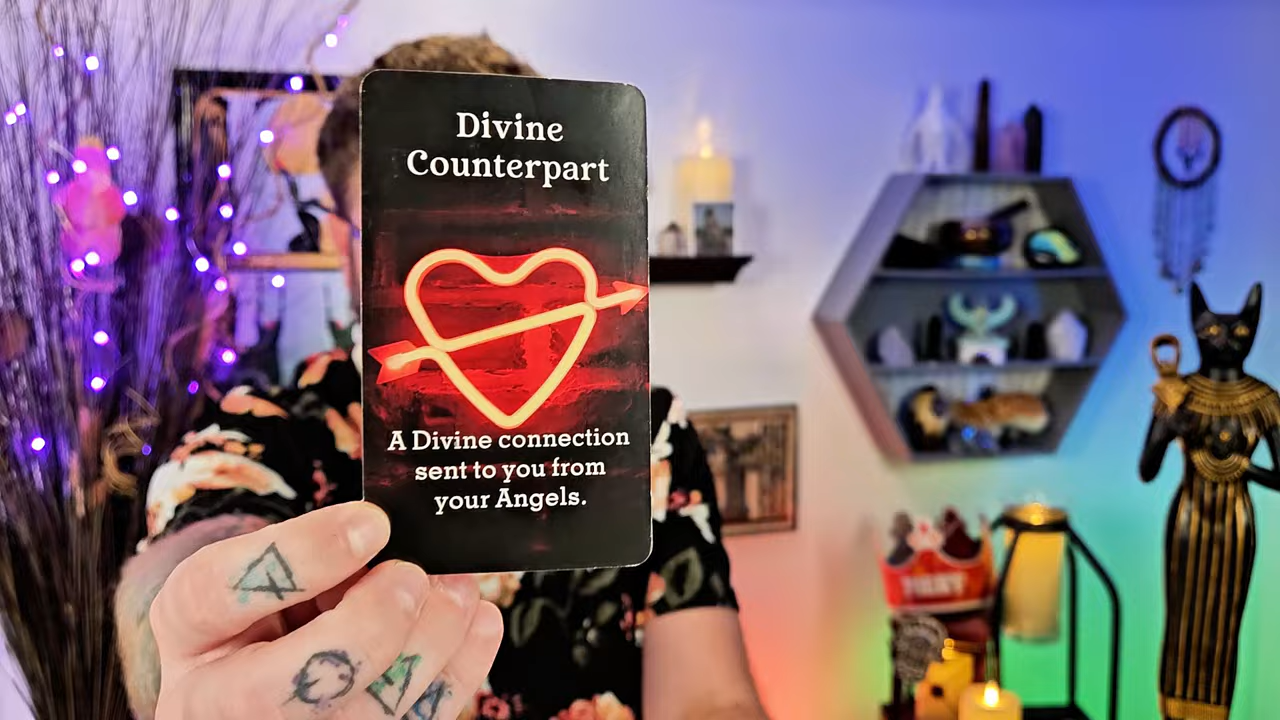 Divine
Counterpart
A Divine connection
sent to you from
your Angels.